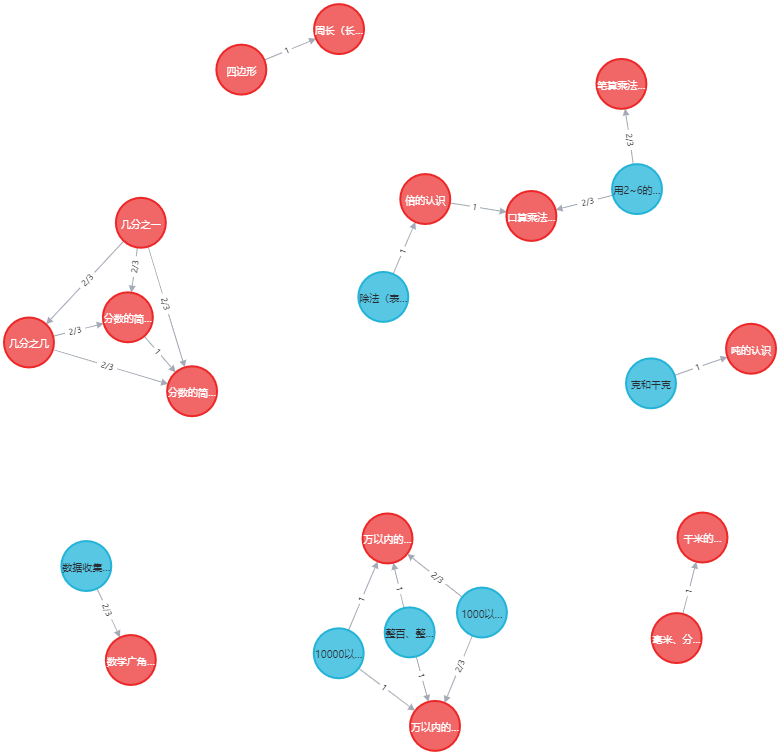 周长（长…
1
四边形
笔算乘法…
2/3
用2~6的…
倍的认识
1
口算乘法…
2/3
几分之一
1
2/3
2/3
2/3
除法（表…
分数的简…
几分之几
2/3
1
2/3
分数的简…
吨的认识
1
克和千克
万以内的…
千米的…
数据收集…
2/3
1
1
2/3
1
1000以…
整百、整…
10000以…
毫米、分…
数学广角…
1
1
2/3
万以内的…